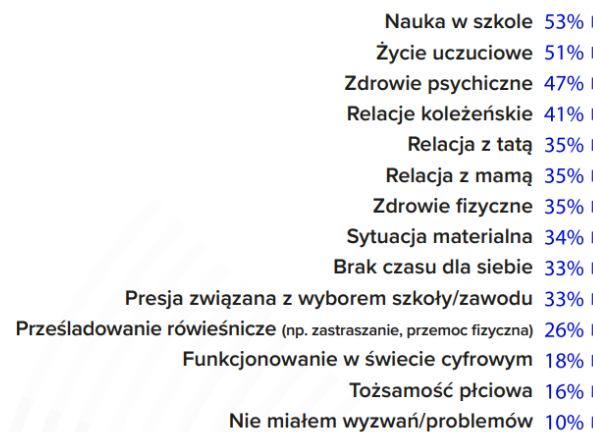 Nauka w szkole 53%
Życie uczuciowe 51%
Zdrowie psychiczne 47%
Relacje koleżeńskie 41%
Relacja z tatą 35%
Relacja z mamą 35%
Zdrowie fizyczne 35%
Sytuacja materialna 34%
Brak czasu dla siebie 33%
Presja związana z wyborem szkoły/zawodu 33%
Prześladowanie rówieśnicze (np. zastraszanie, przemoc fizyczna) 26%
Funkcjonowanie w świecie cyfrowym 18%
Tożsamość płciowa 16%
Nie miałem wyzwań/problemów 10%